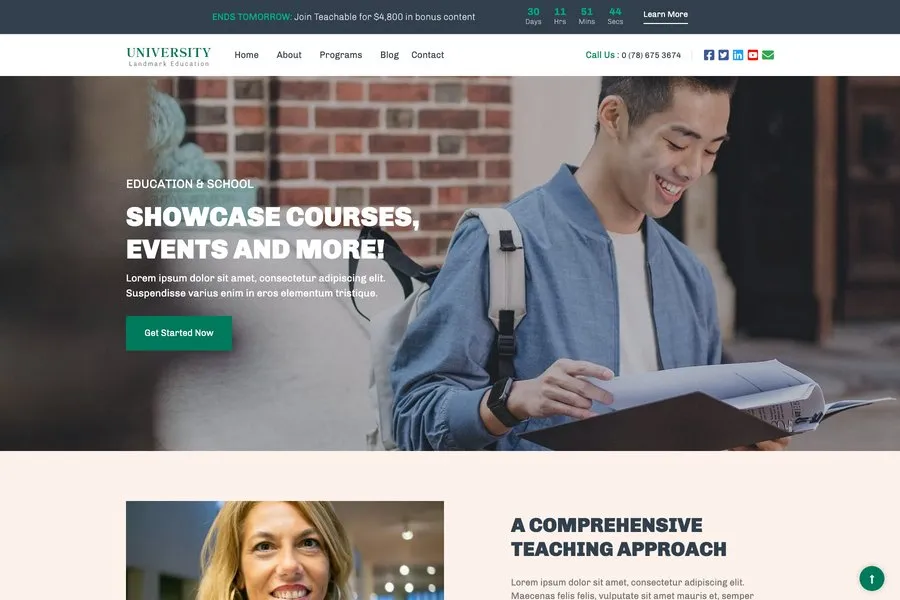 ENDS TOMORROW: Join Teachable for $4,800 in bonus content
30 11 51 44
Days Hrs Mins Secs
Learn More
UNIVERSITY
Landmark Education
Home About Programs Blog Contact
Call Us : 0 (78) 675 3674
EDUCATION & SCHOOL
SHOWCASE COURSES,
EVENTS AND MORE!
Lorem ipsum dolor sit amet, consectetur adipiscing elit.
Suspendisse varius enim in eros elementum tristique.
Get Started Now
A COMPREHENSIVE
TEACHING APPROACH
Lorem ipsum dolor sit amet, consectetur adipiscing elit.
Maecenas felis felis, vulputate sit amet mauris et, semper